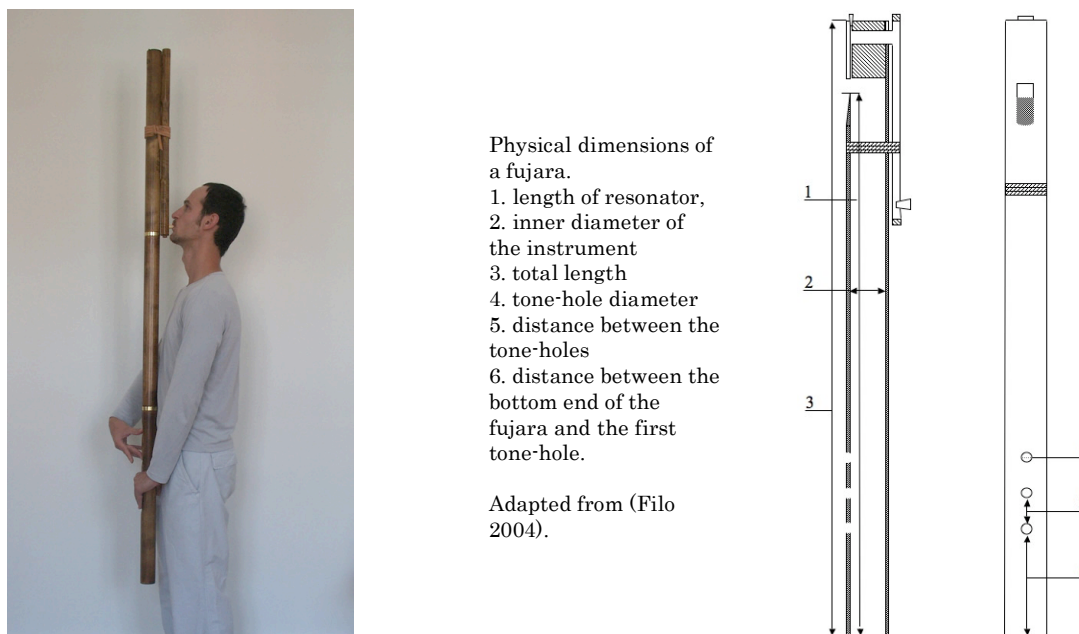 Physical dimensions of
a fujara.
1. length of resonator,
2. inner diameter of
the instrument
3. total length
4. tone-hole diameter
5. distance between the
tone-holes
6. distance between the
bottom end of the
fujara and the first
tone-hole.
Adapted from (Filo
2004).
1
2
3